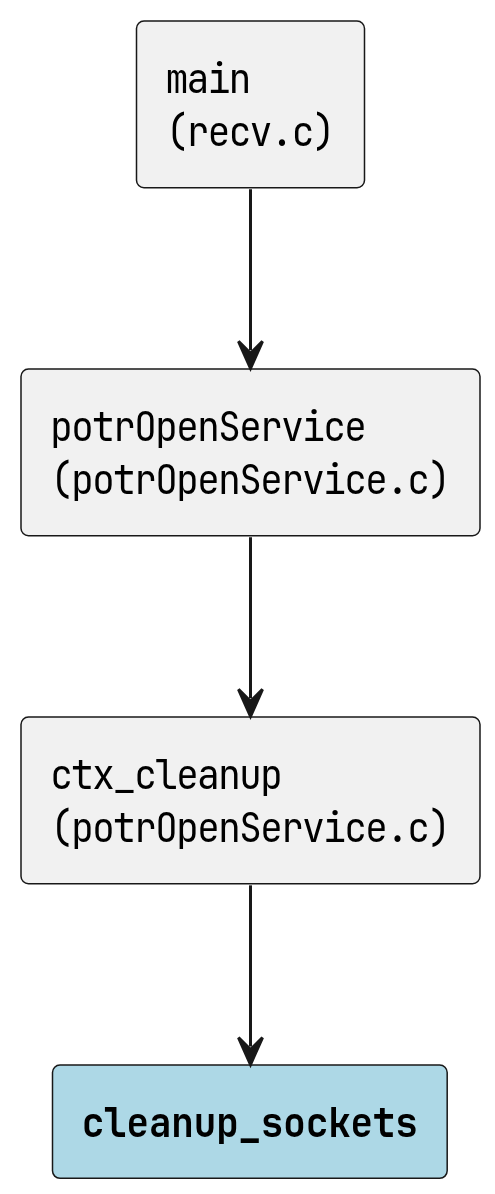 main
(recv.c)
potrOpenService
(potrOpenService.c)
ctx_cleanup
(potrOpenService.c)
cleanup_sockets